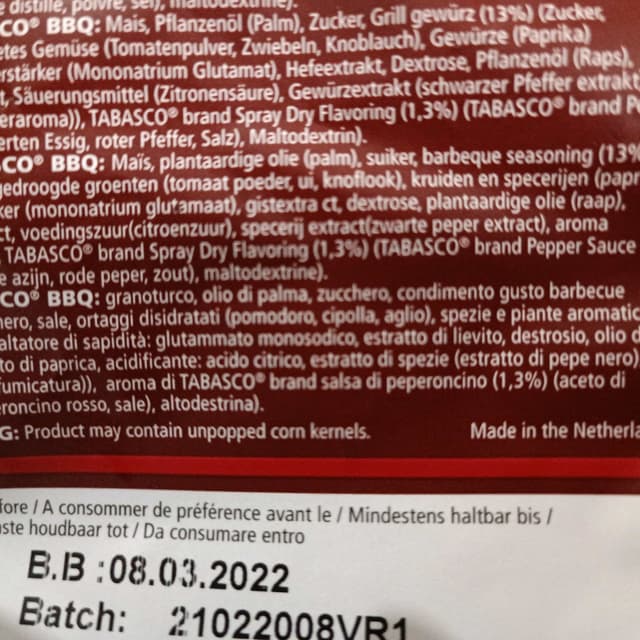 distillé, poivre, sel), maltodextrine).
CO® BBQ: Mais, Pflanzenöl (Palm), Zucker, Grill gewürz (13%) (Zucker,
etes Gemüse (Tomatenpulver, Zwiebeln, Knoblauch), Gewürze (Paprika)
erstärker (Mononatrium Glutamat), Hefeextrakt, Dextrose, Pflanzenöl (Raps),
t, Säuerungsmittel (Zitronensäure), Gewürzextrakt (schwarzer Pfeffer extrakt
eraroma)), TABASCO® brand Spray Dry Flavoring (1,3%) (TABASCO® brand P
erten Essig, roter Pfeffer, Salz), Maltodextrin).
CO® BBQ: Maïs, plantaardige olie (palm), suiker, barbeque seasoning (13%
gedroogde groenten (tomaat poeder, ui, knoflook), kruiden en specerijen (papr
ker (mononatrium glutamaat), gistextra ct, dextrose, plantaardige olie (raap),
ct, voedingszuur(citroenzuur), specerij extract(zwarte peper extract), aroma
TABASCO® brand Spray Dry Flavoring (1,3%) (TABASCO® brand Pepper Sauce
e azijn, rode peper, zout), maltodextrine).
CO® BBQ: granoturco, olio di palma, zucchero, condimento gusto barbecue
hero, sale, ortaggi disidratati (pomodoro, cipolla, aglio), spezie e piante aromatic
altatore di sapidità: glutammato monosodico, estratto di lievito, destrosio, olio d
to di paprica, acidificante: acido citrico, estratto di spezie (estratto di pepe nero)
fumicatura)), aroma di TABASCO® brand salsa di peperoncino (1,3%) (aceto di
roncino rosso, sale), altodestrina).
G: Product may contain unpopped corn kernels. Made in the Netherla
fore / A consommer de préférence avant le / Mindestens haltbar bis /
nste houdbaar tot / Da consumare entro
B.B :08.03.2022
Batch: 21022008VR1